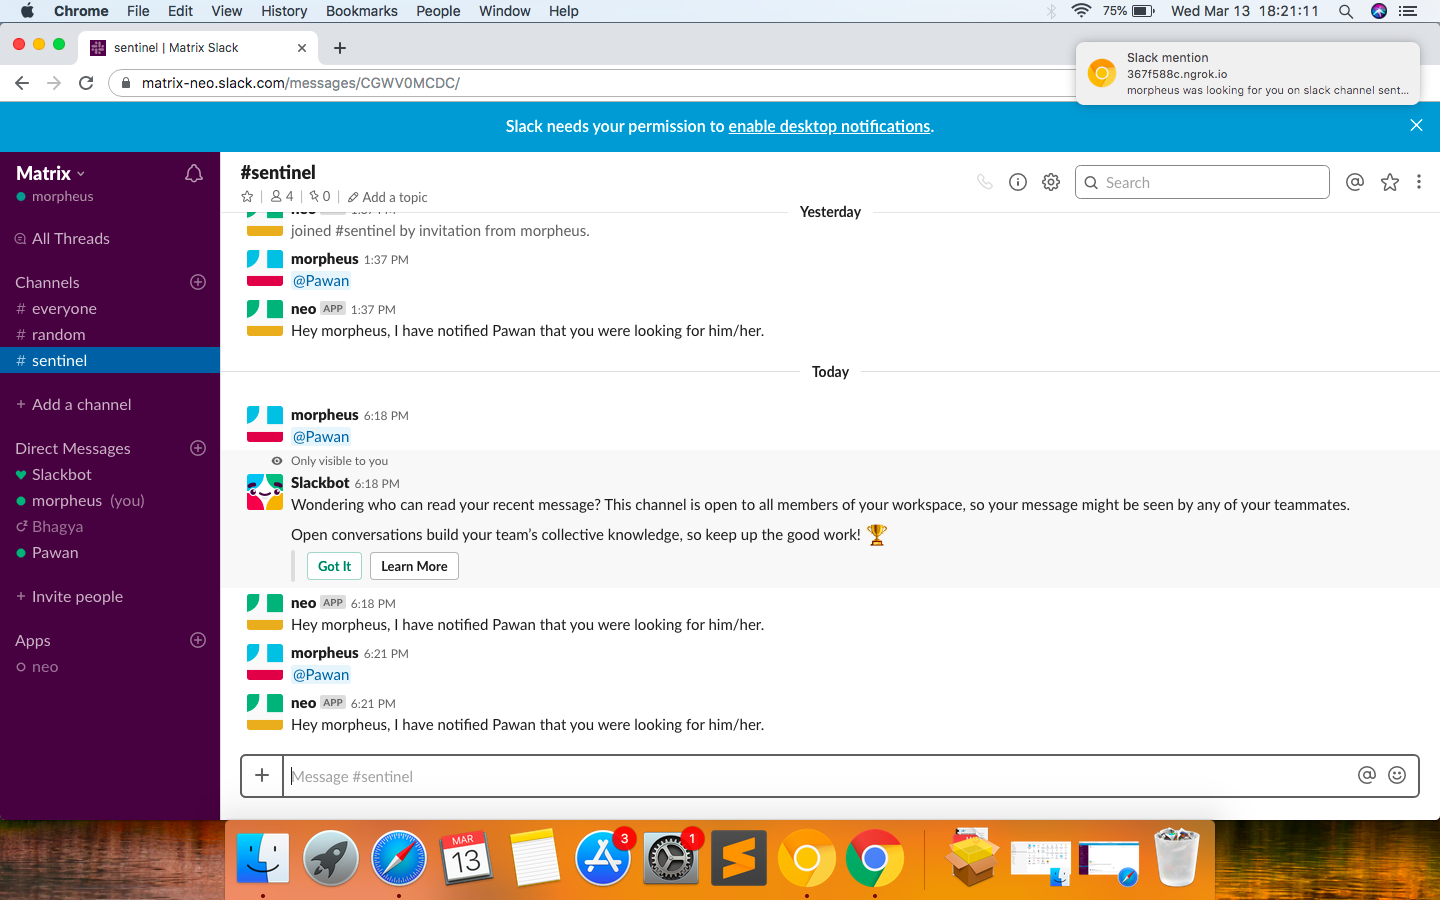 Chrome File Edit View History Bookmarks People Window Help 75% Wed Mar 13 18:21:11
sentinel | Matrix Slack
matrix-neo.slack.com/messages/CGWV0MCDC/
Slack mention
367f588c.ngrok.io
morpheus was looking for you on slack channel sent...
Slack needs your permission to enable desktop notifications.
Matrix
morpheus
All Threads
Channels
# everyone
# random
# sentinel
+ Add a channel
Direct Messages
Slackbot
morpheus (you)
Bhagya
Pawan
+ Invite people
Apps
neo
#sentinel
4 | 0 | Add a topic
Search
Yesterday
neo 1:37 PM
joined #sentinel by invitation from morpheus.
morpheus 1:37 PM
@Pawan
neo APP 1:37 PM
Hey morpheus, I have notified Pawan that you were looking for him/her.
Today
morpheus 6:18 PM
@Pawan
Only visible to you
Slackbot 6:18 PM
Wondering who can read your recent message? This channel is open to all members of your workspace, so your message might be seen by any of your teammates.
Open conversations build your team's collective knowledge, so keep up the good work!
Got It Learn More
neo APP 6:18 PM
Hey morpheus, I have notified Pawan that you were looking for him/her.
morpheus 6:21 PM
@Pawan
neo APP 6:21 PM
Hey morpheus, I have notified Pawan that you were looking for him/her.
Message #sentinel
MAR
13
3
1